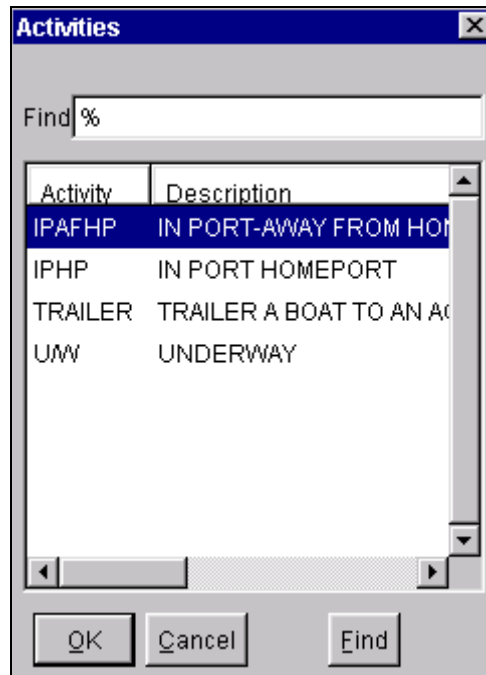 Activities
Find %
Activity Description
IPAFHP IN PORT-AWAY FROM HOM
IPHP IN PORT HOMEPORT
TRAILER TRAILER A BOAT TO AN AC
U/W UNDERWAY
OK Cancel Find